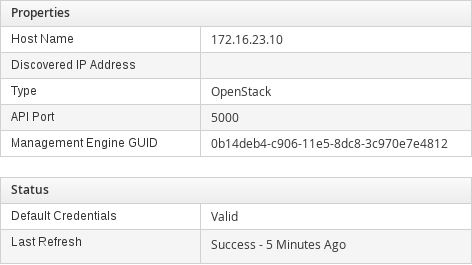 Properties
Host Name 172.16.23.10
Discovered IP Address
Type OpenStack
API Port 5000
Management Engine GUID 0b14deb4-c906-11e5-8dc8-3c970e7e4812
Status
Default Credentials Valid
Last Refresh Success - 5 Minutes Ago